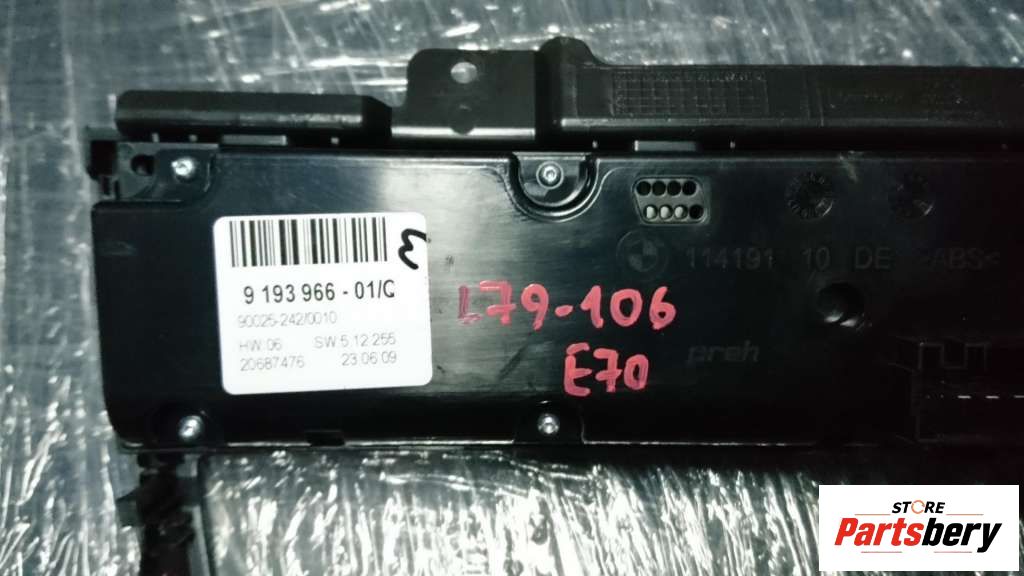 9 193 966 - 01/C
90025-242/0010
HW 06 SW 5.12.255
20687476 23.06.09
3
L79-106
E70
114191 10 DE >ABS<
preh
STORE
Partsbery